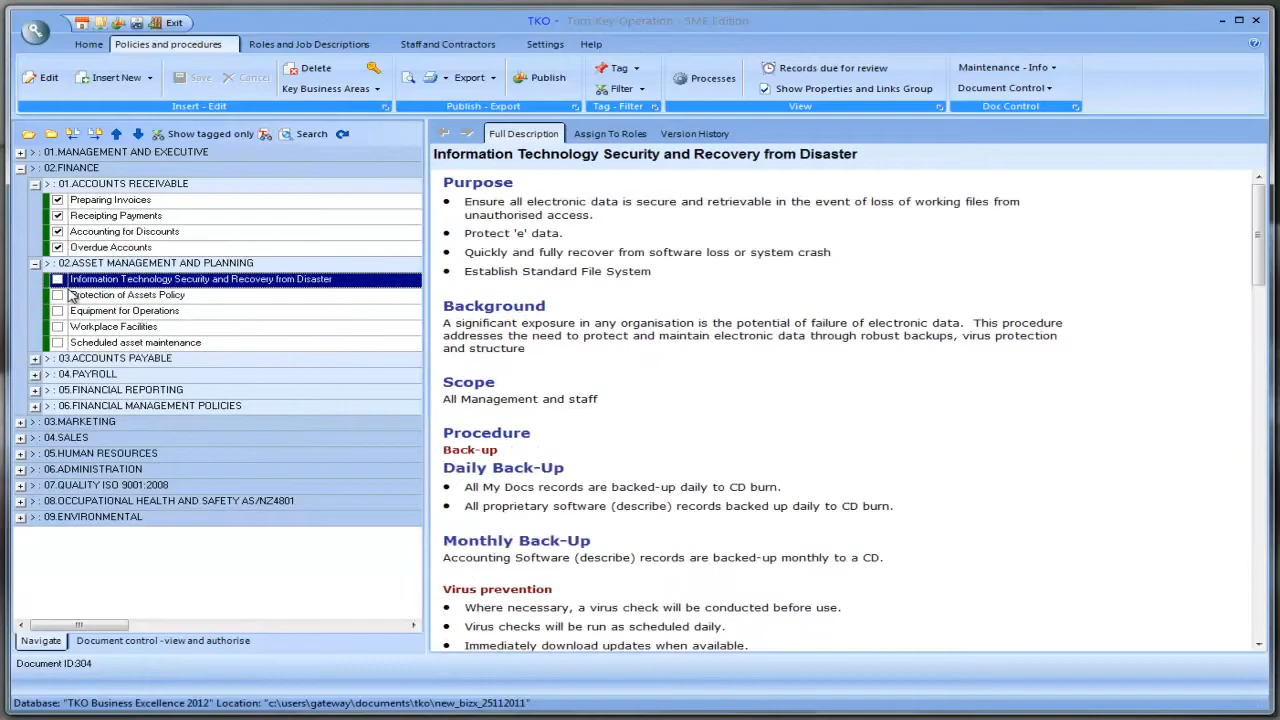 Exit
TKO - Turn Key Operation - SME Edition
Home Policies and procedures Roles and Job Descriptions Staff and Contractors Settings Help
Edit Insert New Save Cancel Delete Key Business Areas Export Publish Tag Filter Processes Records due for review Show Properties and Links Group Maintenance - Info Document Control
Insert - Edit Publish - Export Tag - Filter View Doc Control
Show tagged only Search
Full Description Assign To Roles Version History
>: 01.MANAGEMENT AND EXECUTIVE
>: 02.FINANCE
>: 01.ACCOUNTS RECEIVABLE
Preparing Invoices
Receipting Payments
Accounting for Discounts
Overdue Accounts
>: 02.ASSET MANAGEMENT AND PLANNING
Information Technology Security and Recovery from Disaster
Protection of Assets Policy
Equipment for Operations
Workplace Facilities
Scheduled asset maintenance
>: 03.ACCOUNTS PAYABLE
>: 04.PAYROLL
>: 05.FINANCIAL REPORTING
>: 06.FINANCIAL MANAGEMENT POLICIES
>: 03.MARKETING
>: 04.SALES
>: 05.HUMAN RESOURCES
>: 06.ADMINISTRATION
>: 07.QUALITY ISO 9001:2008
>: 08.OCCUPATIONAL HEALTH AND SAFETY AS/NZ4801
>: 09.ENVIRONMENTAL
Navigate Document control - view and authorise
Information Technology Security and Recovery from Disaster
Purpose
• Ensure all electronic data is secure and retrievable in the event of loss of working files from
unauthorised access.
• Protect 'e' data.
• Quickly and fully recover from software loss or system crash
• Establish Standard File System
Background
A significant exposure in any organisation is the potential of failure of electronic data. This procedure
addresses the need to protect and maintain electronic data through robust backups, virus protection
and structure
Scope
All Management and staff
Procedure
Back-up
Daily Back-Up
• All My Docs records are backed-up daily to CD burn.
• All proprietary software (describe) records backed up daily to CD burn.
Monthly Back-Up
Accounting Software (describe) records are backed-up monthly to a CD.
Virus prevention
• Where necessary, a virus check will be conducted before use.
• Virus checks will be run as scheduled daily.
• Immediately download updates when available.
Document ID:304
Database: "TKO Business Excellence 2012" Location: "c:\users\gateway\documents\tko\new_bizx_25112011"